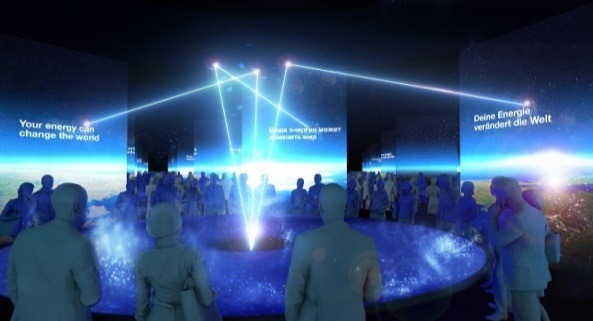 Your energy can
change the world
Ваша энергия может
изменить мир
Deine Energie
verändert die Welt